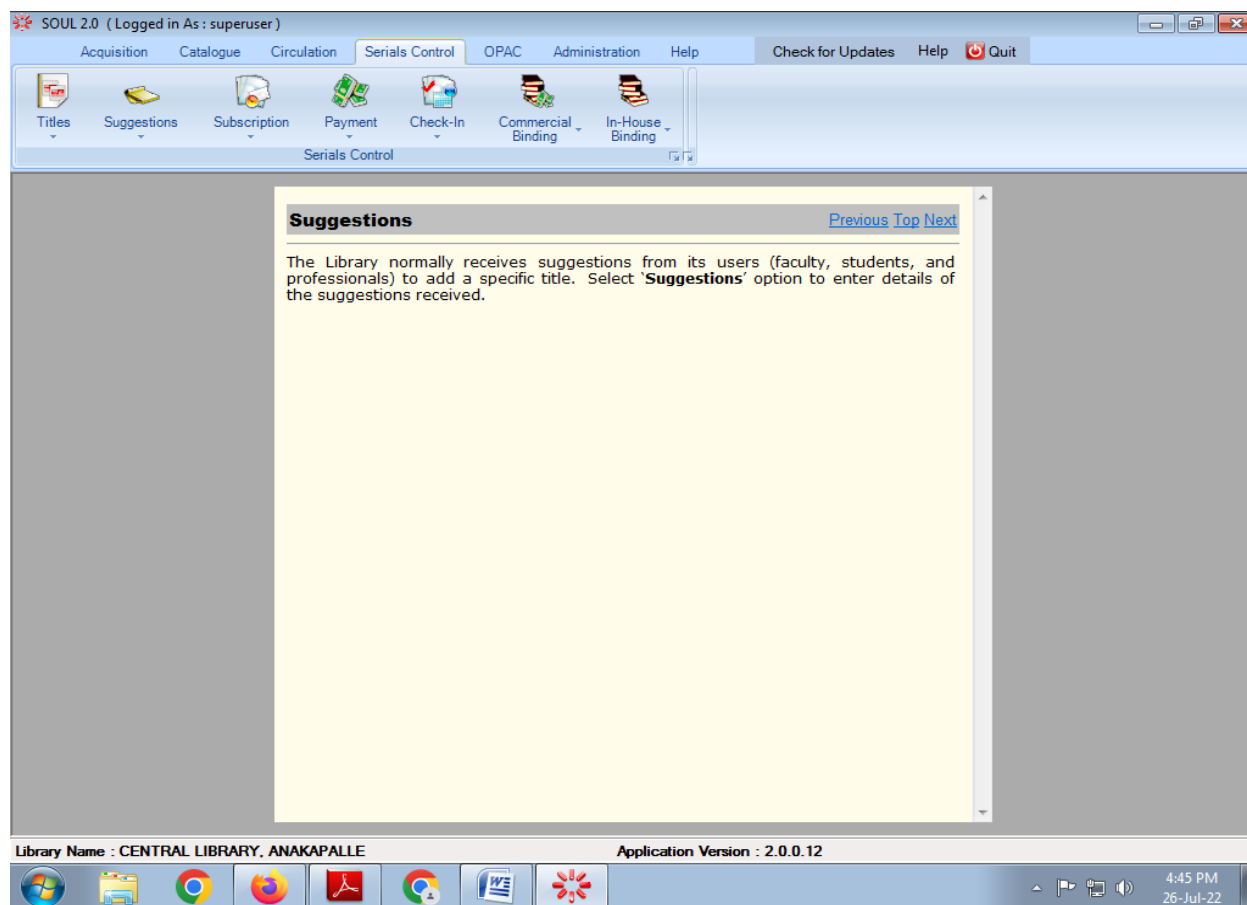 SOUL 2.0 ( Logged in As : superuser )
Acquisition Catalogue Circulation Serials Control OPAC Administration Help Check for Updates Help Quit
Titles Suggestions Subscription Payment Check-In Commercial Binding In-House Binding
Serials Control
Suggestions Previous Top Next
The Library normally receives suggestions from its users (faculty, students, and
professionals) to add a specific title. Select `Suggestions´ option to enter details of
the suggestions received.
Library Name : CENTRAL LIBRARY, ANAKAPALLE Application Version : 2.0.0.12
4:45 PM
26-Jul-22